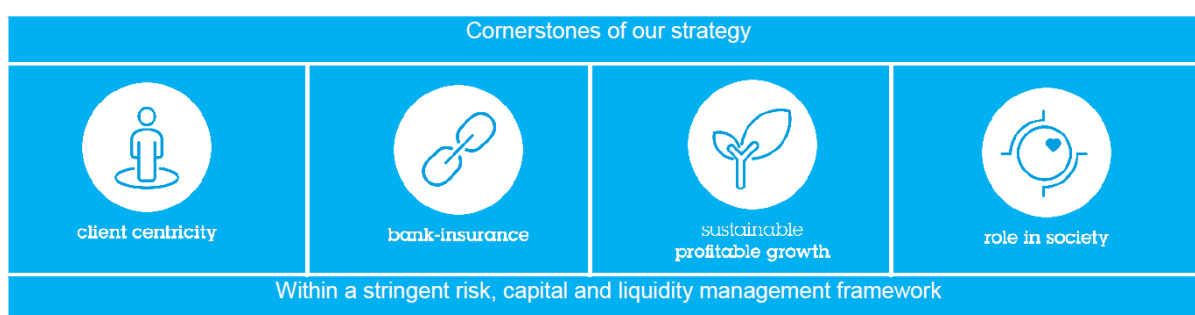 Cornerstones of our strategy
client centricity
bank-insurance
sustainable
profitable growth
role in society
Within a stringent risk, capital and liquidity management framework